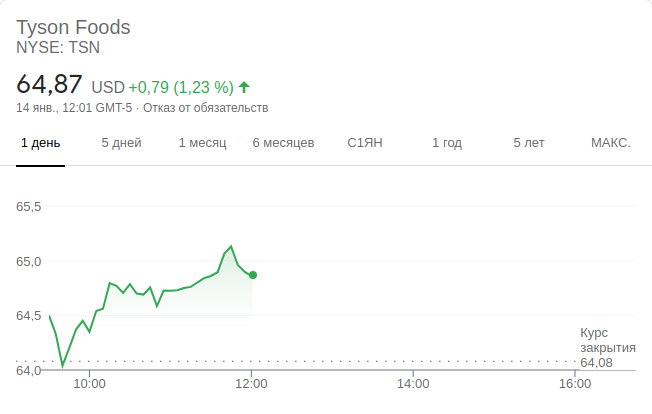 Tyson Foods
NYSE: TSN
64,87 USD +0,79 (1,23 %)
14 янв., 12:01 GMT-5 · Отказ от обязательств
1 день 5 дней 1 месяц 6 месяцев С1ЯН 1 год 5 лет МАКС.
65,5
65,0
64,5
64,0
Курс
закрытия
64,08
10:00 12:00 14:00 16:00